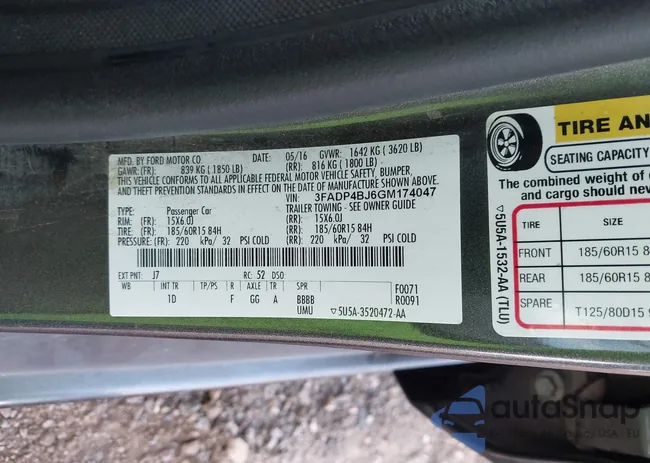 MFD. BY FORD MOTOR CO. DATE: 05/16 GVWR: 1642 KG (3620 LB)
GAWR: (FR): 839 KG (1850 LB) (RR): 816 KG (1800 LB)
THIS VEHICLE CONFORMS TO ALL APPLICABLE FEDERAL MOTOR VEHICLE SAFETY, BUMPER,
AND THEFT PREVENTION STANDARDS IN EFFECT ON THE DATE OF MANUFACTURE SHOWN ABOVE.
VIN: 3FADP4BJ6GM174047
TYPE: Passenger Car TRAILER TOWING - SEE OWNER GUIDE
RIM: (FR): 15X6.0J (RR): 15X6.0J
TIRE: (FR): 185/60R15 84H (RR): 185/60R15 84H
PRESSURE: (FR): 220 kPa/ 32 PSI COLD (RR): 220 kPa/ 32 PSI COLD
EXT PNT: J7 RC: 52 DSO: F0071
WB INT TR TP/PS R AXLE TR SPR R0091
1D F GG A BBBB
UMU ▽5U5A-3520472-AA
TIRE AN
SEATING CAPACITY
The combined weight of
and cargo should neve
▽5U5A-1532-AA (TLU)
TIRE SIZE
FRONT 185/60R15 8
REAR 185/60R15 8
SPARE T125/80D15 9
autoSnap